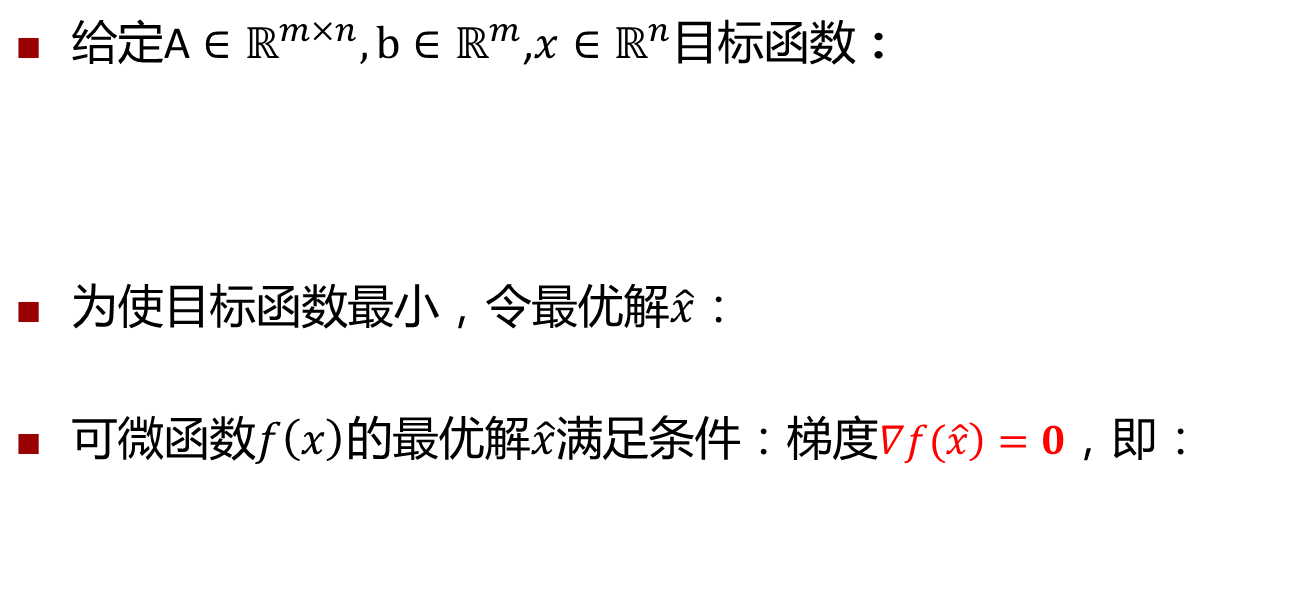 ■ 给定A ∈ ℝ^{m×n}, b ∈ ℝ^m,x ∈ ℝ^n目标函数：
■ 为使目标函数最小，令最优解x̂：
■ 可微函数f(x)的最优解x̂满足条件：梯度∇f(x̂) = 0，即：